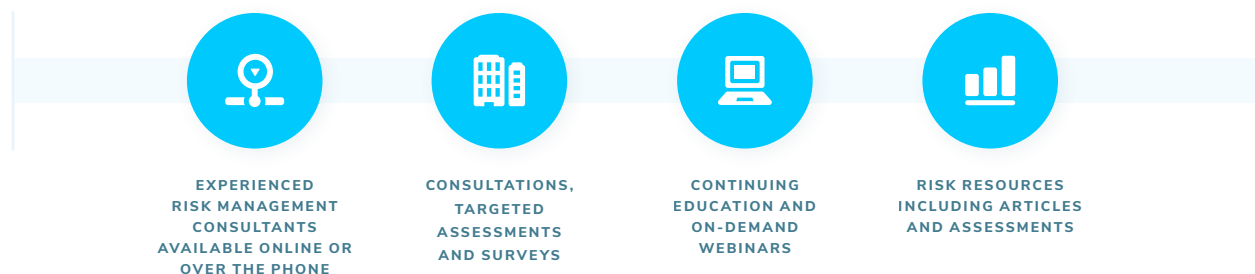 EXPERIENCED
RISK MANAGEMENT
CONSULTANTS
AVAILABLE ONLINE OR
OVER THE PHONE
CONSULTATIONS,
TARGETED
ASSESSMENTS
AND SURVEYS
CONTINUING
EDUCATION AND
ON-DEMAND
WEBINARS
RISK RESOURCES
INCLUDING ARTICLES
AND ASSESSMENTS